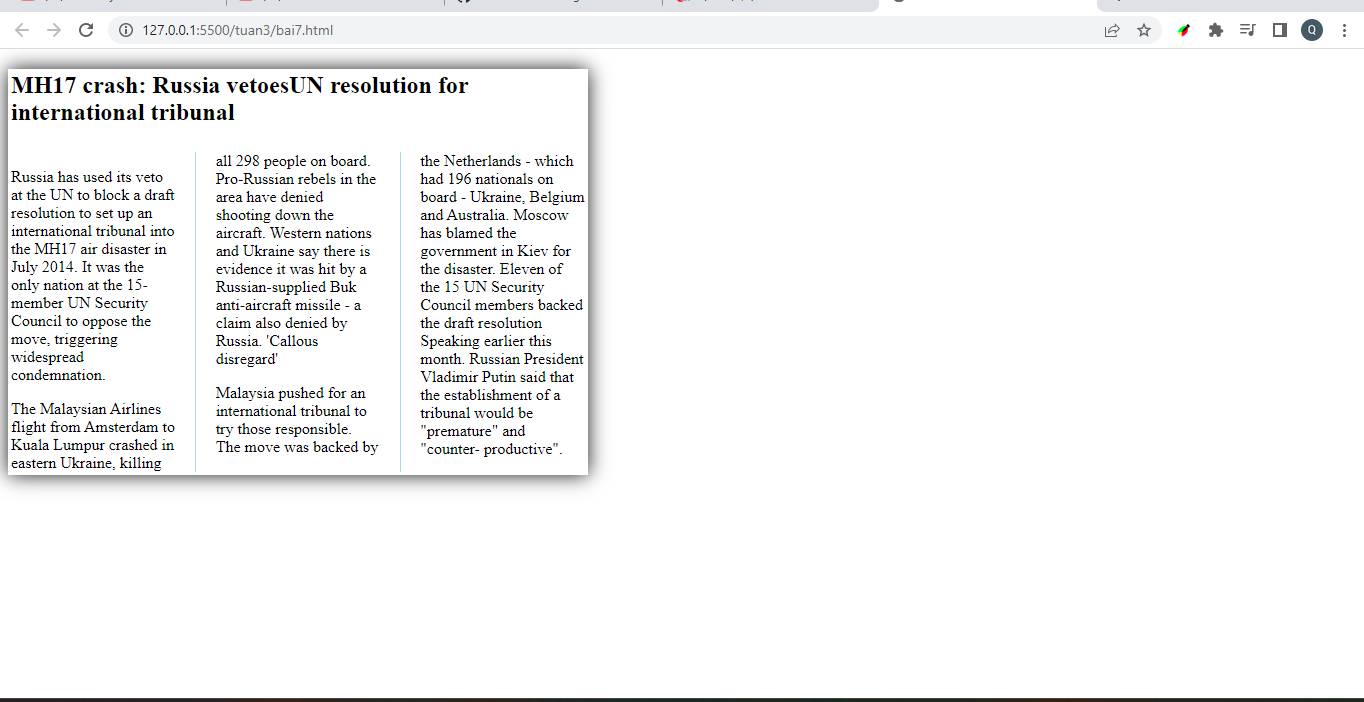 127.0.0.1:5500/tuan3/bai7.html
Q
MH17 crash: Russia vetoesUN resolution for
international tribunal
Russia has used its veto
at the UN to block a draft
resolution to set up an
international tribunal into
the MH17 air disaster in
July 2014. It was the
only nation at the 15-
member UN Security
Council to oppose the
move, triggering
widespread
condemnation.
The Malaysian Airlines
flight from Amsterdam to
Kuala Lumpur crashed in
eastern Ukraine, killing
all 298 people on board.
Pro-Russian rebels in the
area have denied
shooting down the
aircraft. Western nations
and Ukraine say there is
evidence it was hit by a
Russian-supplied Buk
anti-aircraft missile - a
claim also denied by
Russia. 'Callous
disregard'
Malaysia pushed for an
international tribunal to
try those responsible.
The move was backed by
the Netherlands - which
had 196 nationals on
board - Ukraine, Belgium
and Australia. Moscow
has blamed the
government in Kiev for
the disaster. Eleven of
the 15 UN Security
Council members backed
the draft resolution
Speaking earlier this
month. Russian President
Vladimir Putin said that
the establishment of a
tribunal would be
"premature" and
"counter- productive".